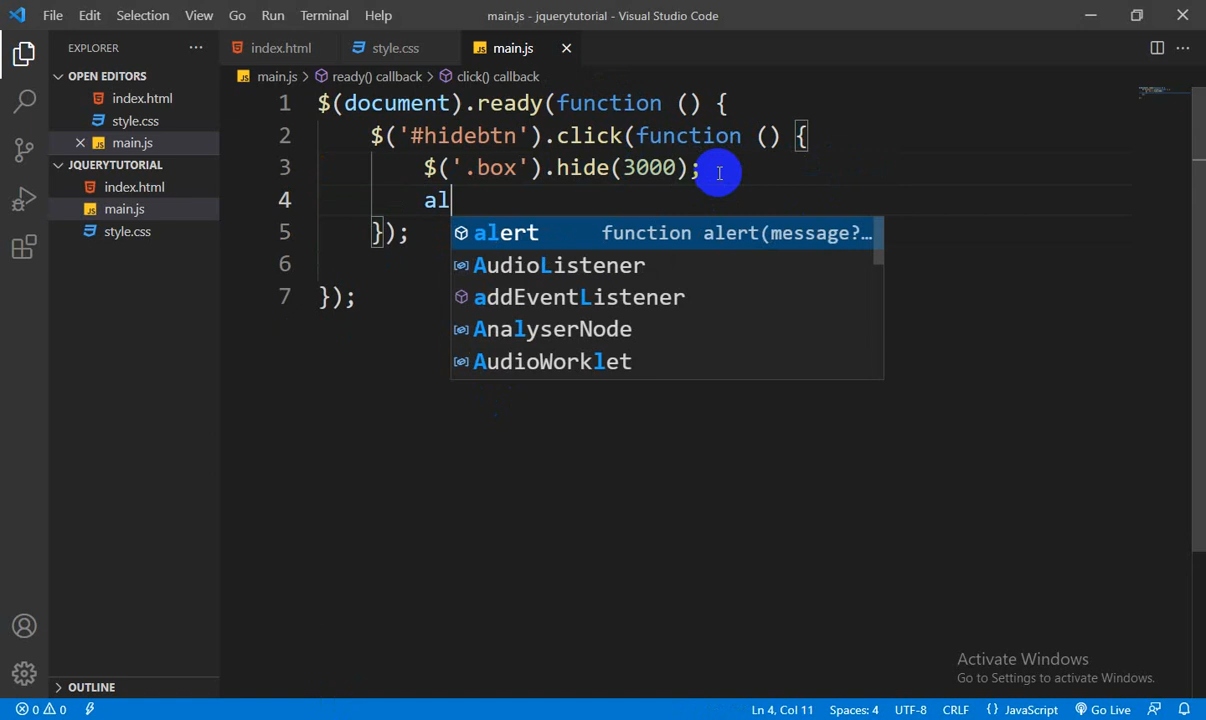 File Edit Selection View Go Run Terminal Help main.js - jquerytutorial - Visual Studio Code
EXPLORER
index.html style.css main.js
main.js ready() callback click() callback
OPEN EDITORS
index.html
style.css
main.js
JQUERYTUTORIAL
index.html
main.js
style.css
1 $(document).ready(function () {
2 $('#hidebtn').click(function () {
3 $('.box').hide(3000);
4 al
5 });
6
7 });
alert function alert(message?…
AudioListener
addEventListener
AnalyserNode
AudioWorklet
Activate Windows
Go to Settings to activate Windows.
OUTLINE
0 0 Ln 4, Col 11 Spaces: 4 UTF-8 CRLF {} JavaScript Go Live